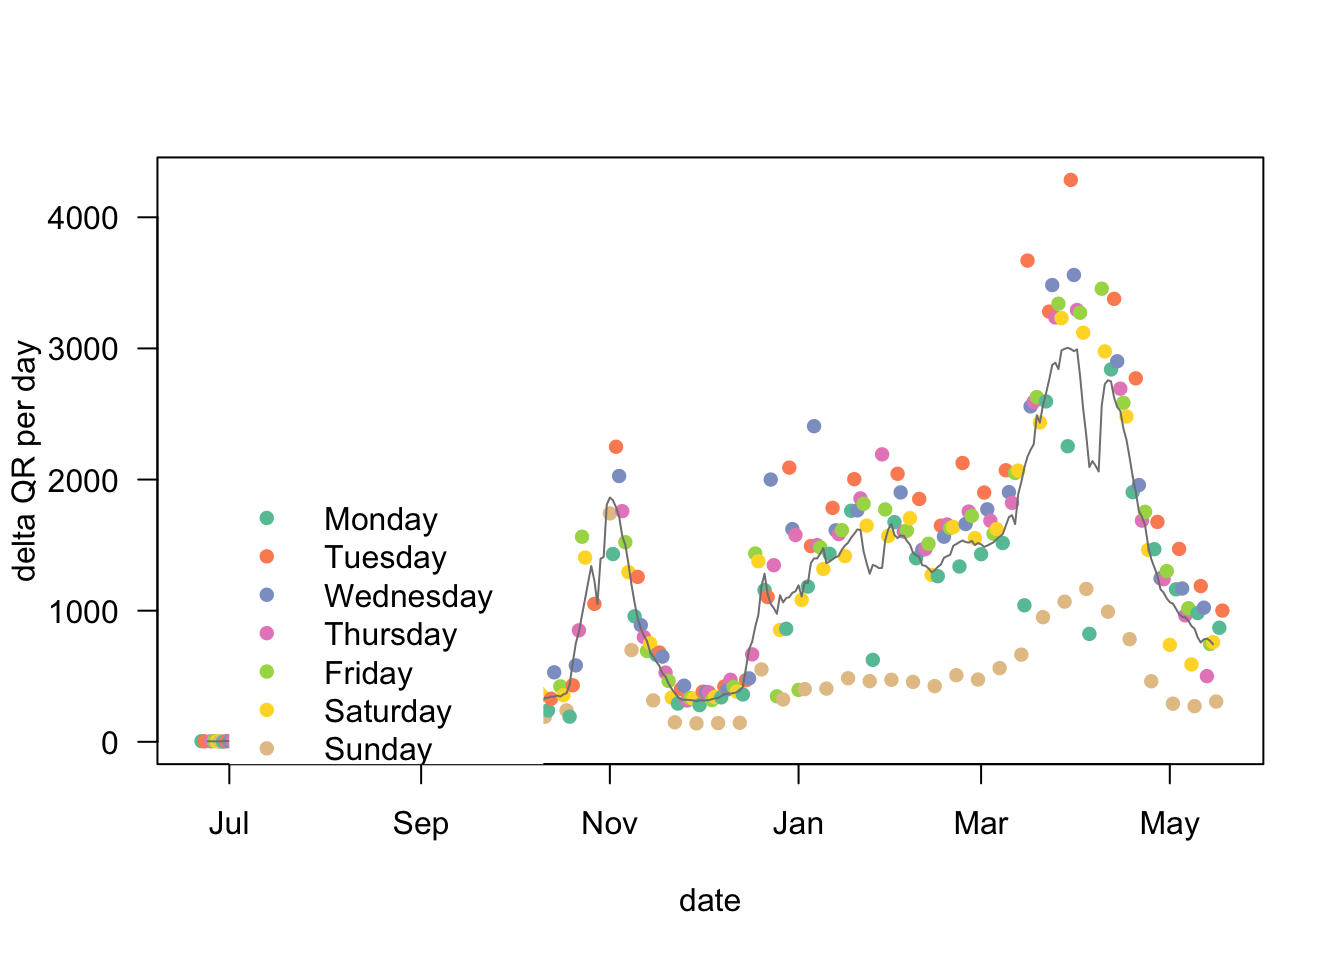 4000
3000
2000
1000
0
delta QR per day
Monday
Tuesday
Wednesday
Thursday
Friday
Saturday
Sunday
Jul Sep Nov Jan Mar May
date